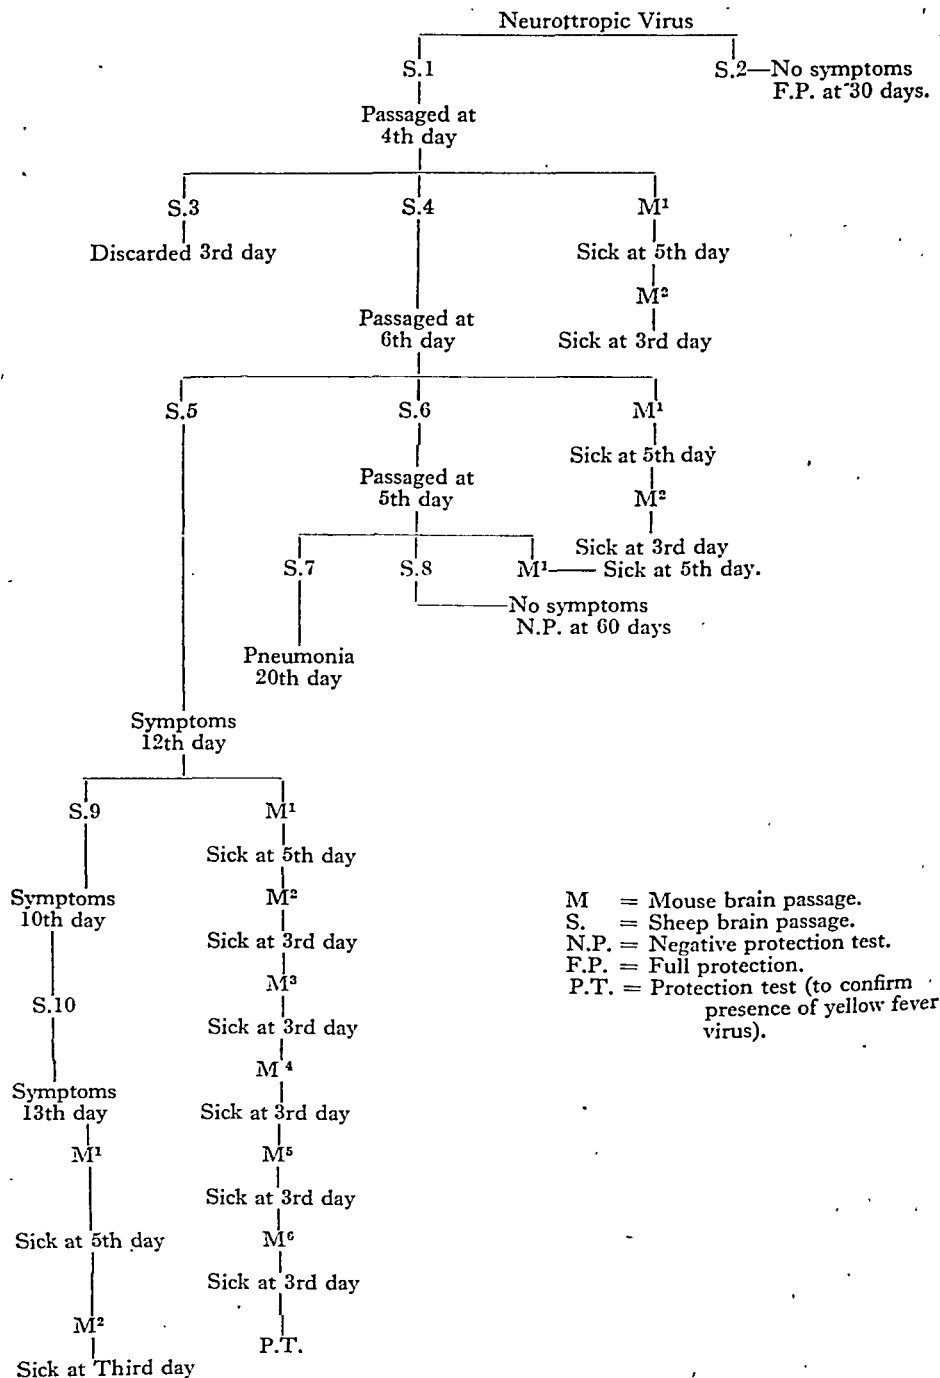 Neurottropic Virus
S.1
S.2—No symptoms
F.P. at 30 days.
Passaged at
4th day
S.3
S.4
M¹
Discarded 3rd day
Sick at 5th day
M²
Passaged at
6th day
Sick at 3rd day
S.5
S.6
M¹
Sick at 5th day
Passaged at
5th day
M²
Sick at 3rd day
S.7
S.8
M¹—Sick at 5th day.
No symptoms
N.P. at 60 days
Pneumonia
20th day
Symptoms
12th day
S.9
M¹
Sick at 5th day
Symptoms
10th day
M²
Sick at 3rd day
M³
S.10
Sick at 3rd day
M⁴
Symptoms
13th day
Sick at 3rd day
M¹
M⁵
Sick at 3rd day
Sick at 5th day
M⁶
Sick at 3rd day
M²
P.T.
Sick at Third day
M = Mouse brain passage.
S. = Sheep brain passage.
N.P. = Negative protection test.
F.P. = Full protection.
P.T. = Protection test (to confirm
presence of yellow fever
virus).